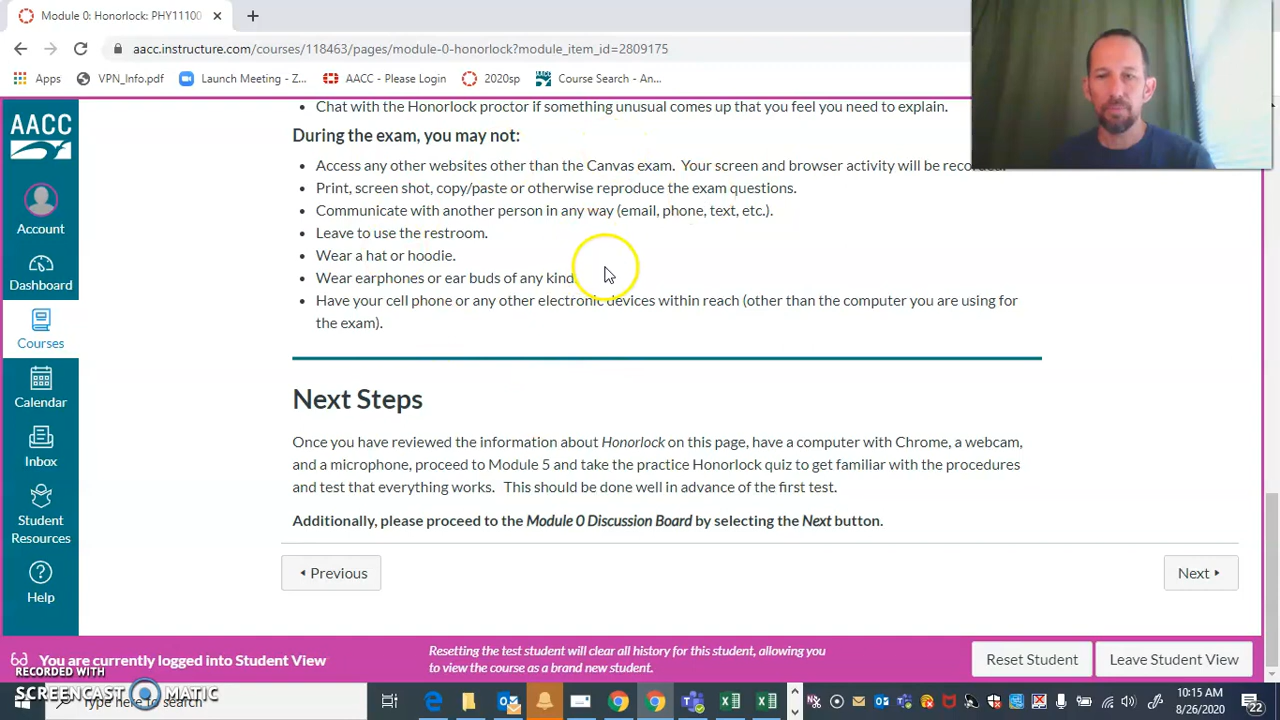 Module 0: Honorlock: PHY11100
aacc.instructure.com/courses/118463/pages/module-0-honorlock?module_item_id=2809175
Apps
VPN_Info.pdf
Launch Meeting - Z...
AACC - Please Login
2020sp
Course Search - An...
Chat with the Honorlock proctor if something unusual comes up that you feel you need to explain.
During the exam, you may not:
Access any other websites other than the Canvas exam. Your screen and browser activity will be recorded.
Print, screen shot, copy/paste or otherwise reproduce the exam questions.
Communicate with another person in any way (email, phone, text, etc.).
Leave to use the restroom.
Wear a hat or hoodie.
Wear earphones or ear buds of any kind.
Have your cell phone or any other electronic devices within reach (other than the computer you are using for
the exam).
Next Steps
Once you have reviewed the information about Honorlock on this page, have a computer with Chrome, a webcam,
and a microphone, proceed to Module 5 and take the practice Honorlock quiz to get familiar with the procedures
and test that everything works. This should be done well in advance of the first test.
Additionally, please proceed to the Module 0 Discussion Board by selecting the Next button.
Previous
Next
AACC
Account
Dashboard
Courses
Calendar
Inbox
Student
Resources
Help
You are currently logged into Student View
Resetting the test student will clear all history for this student, allowing you
to view the course as a brand new student.
Reset Student
Leave Student View
RECORDED WITH
SCREENCAST MATIC
Type here to search
10:15 AM
8/26/2020
22